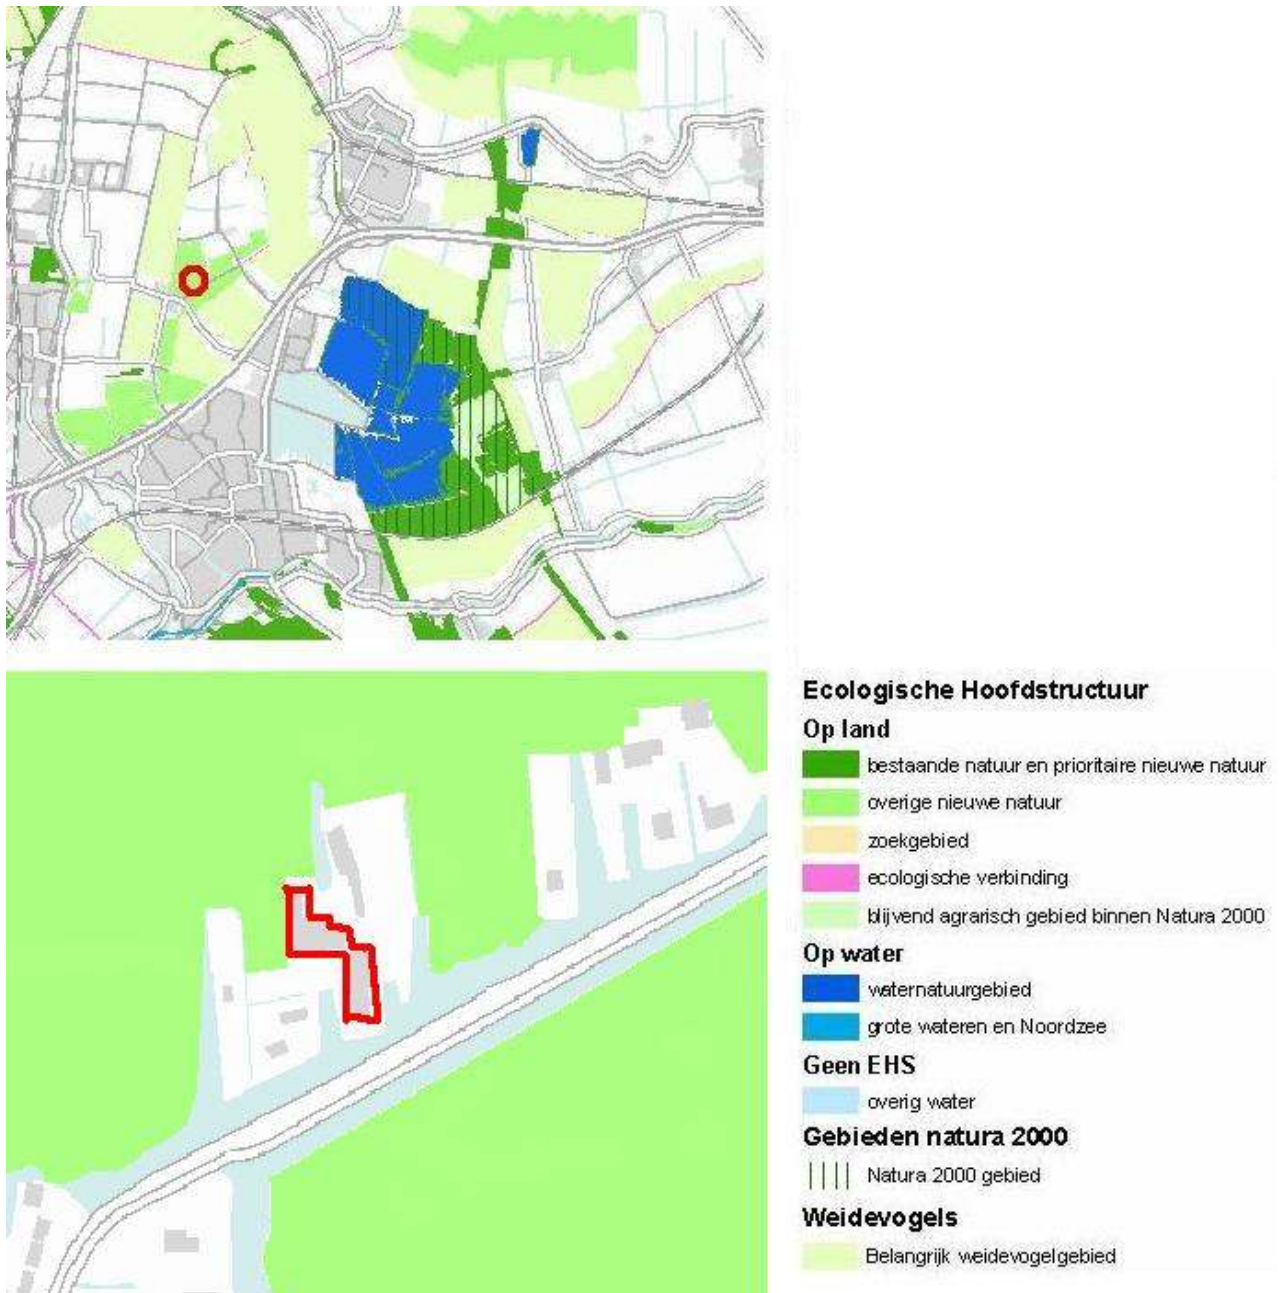 Ecologische Hoofdstructuur
Op land
bestaande natuur en prioritaire nieuwe natuur
overige nieuwe natuur
zoekgebied
ecologische verbinding
blijvend agrarisch gebied binnen Natura 2000
Op water
waternatuurgebied
grote wateren en Noordzee
Geen EHS
overig water
Gebieden natura 2000
Natura 2000 gebied
Weidevogels
Belangrijk weidevogelgebied